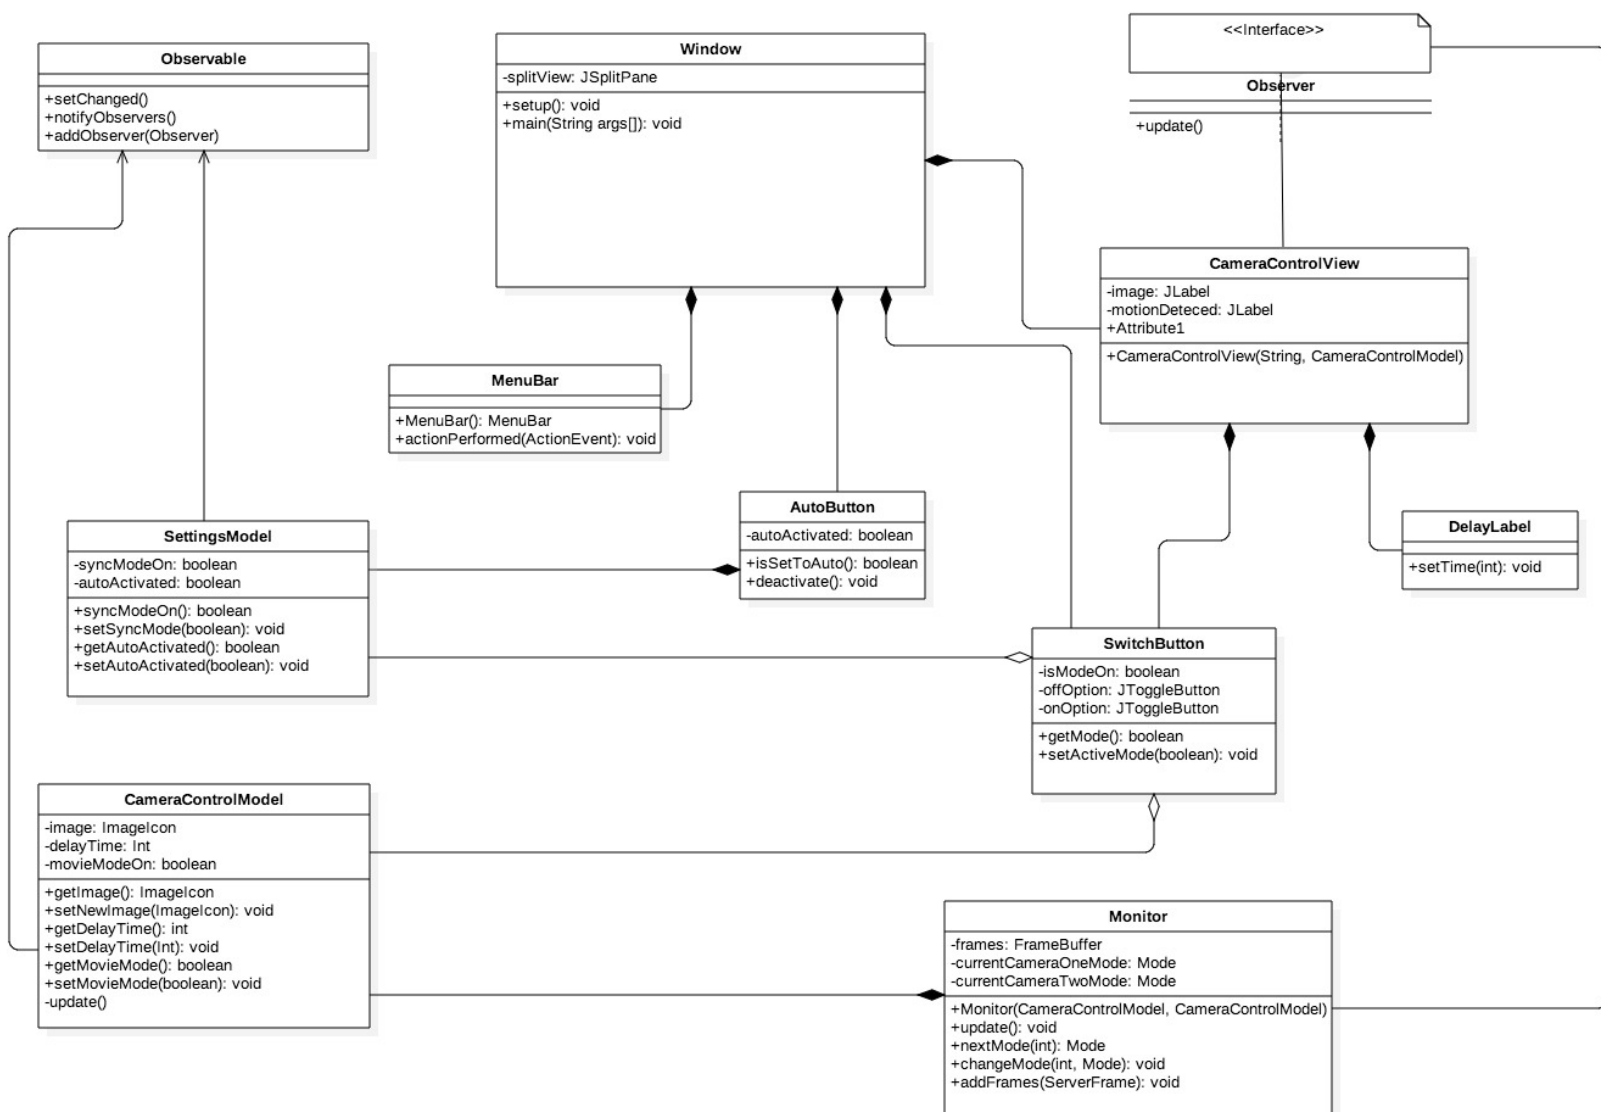 Observable
+setChanged()
+notifyObservers()
+addObserver(Observer)
Window
-splitView: JSplitPane
+setup(): void
+main(String args[]): void
<<Interface>>
Observer
+update()
CameraControlView
-image: JLabel
-motionDeteced: JLabel
+Attribute1
+CameraControlView(String, CameraControlModel)
MenuBar
+MenuBar(): MenuBar
+actionPerformed(ActionEvent): void
AutoButton
-autoActivated: boolean
+isSetToAuto(): boolean
+deactivate(): void
DelayLabel
+setTime(int): void
SettingsModel
-syncModeOn: boolean
-autoActivated: boolean
+syncModeOn(): boolean
+setSyncMode(boolean): void
+getAutoActivated(): boolean
+setAutoActivated(boolean): void
SwitchButton
-isModeOn: boolean
-offOption: JToggleButton
-onOption: JToggleButton
+getMode(): boolean
+setActiveMode(boolean): void
CameraControlModel
-image: ImageIcon
-delayTime: Int
-movieModeOn: boolean
+getImage(): ImageIcon
+setNewImage(ImageIcon): void
+getDelayTime(): int
+setDelayTime(Int): void
+getMovieMode(): boolean
+setMovieMode(boolean): void
-update()
Monitor
-frames: FrameBuffer
-currentCameraOneMode: Mode
-currentCameraTwoMode: Mode
+Monitor(CameraControlModel, CameraControlModel)
+update(): void
+nextMode(int): Mode
+changeMode(int, Mode): void
+addFrames(ServerFrame): void